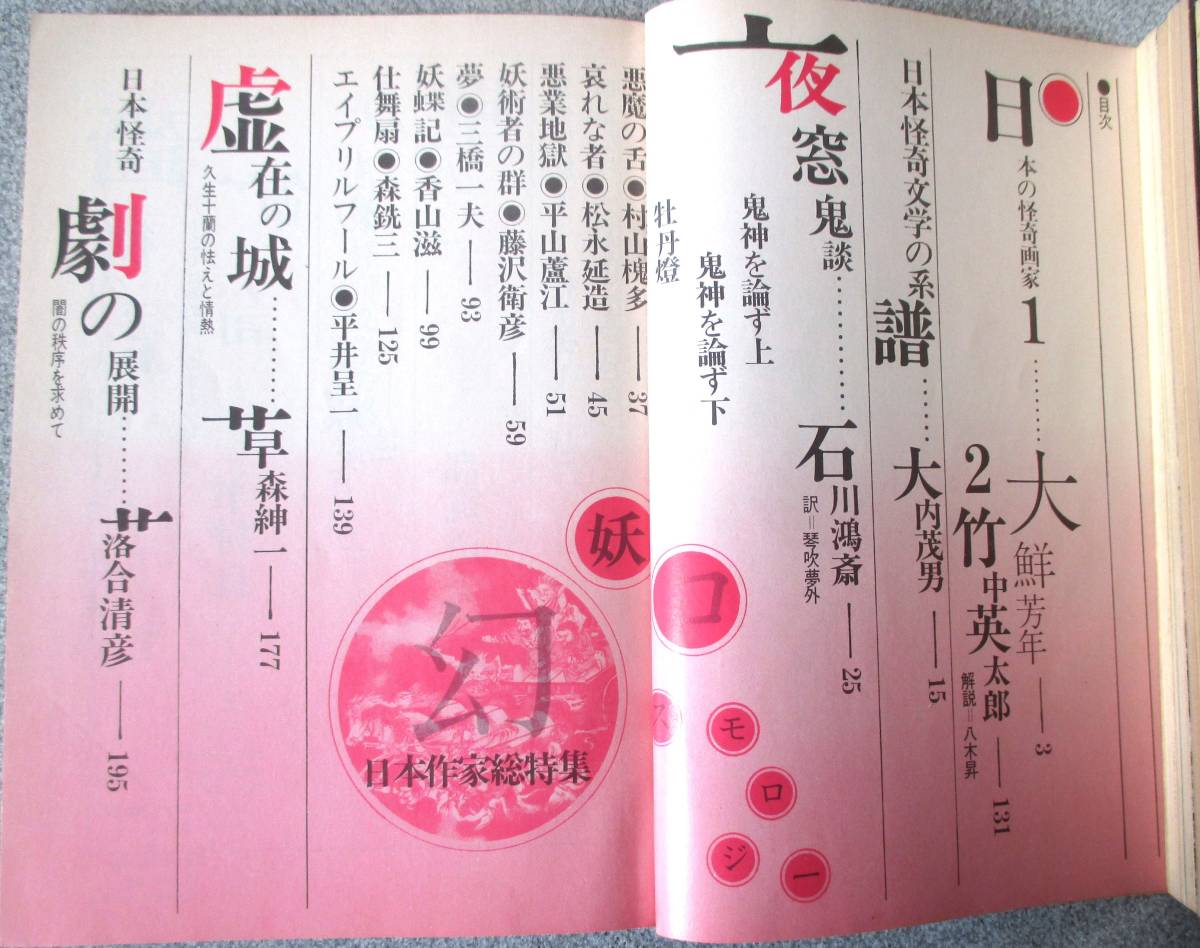 ●目次
日本の怪奇画家1………大鮮芳年――3
2竹中英太郎――131
解説=八木昇
日本怪奇文学の系譜……大内茂男――15
夜窓鬼談…………石川鴻斎――25
訳=琴吹夢外
鬼神を論ず上
鬼神を論ず下
牡丹燈
コスモロジー
妖
幻
日本作家総特集
悪魔の舌◉村山槐多――37
哀れな者◉松永延造――45
悪業地獄◉平山蘆江――51
妖術者の群◉藤沢衛彦――59
夢◉三橋一夫――93
妖蝶記◉香山滋――99
仕舞扇◉森銑三――125
エイプリルフール◉平井呈一――139
虚在の城…………草森紳一――177
久生十蘭の怯えと情熱
日本怪奇劇の展開………落合清彦――195
闇の秩序を求めて